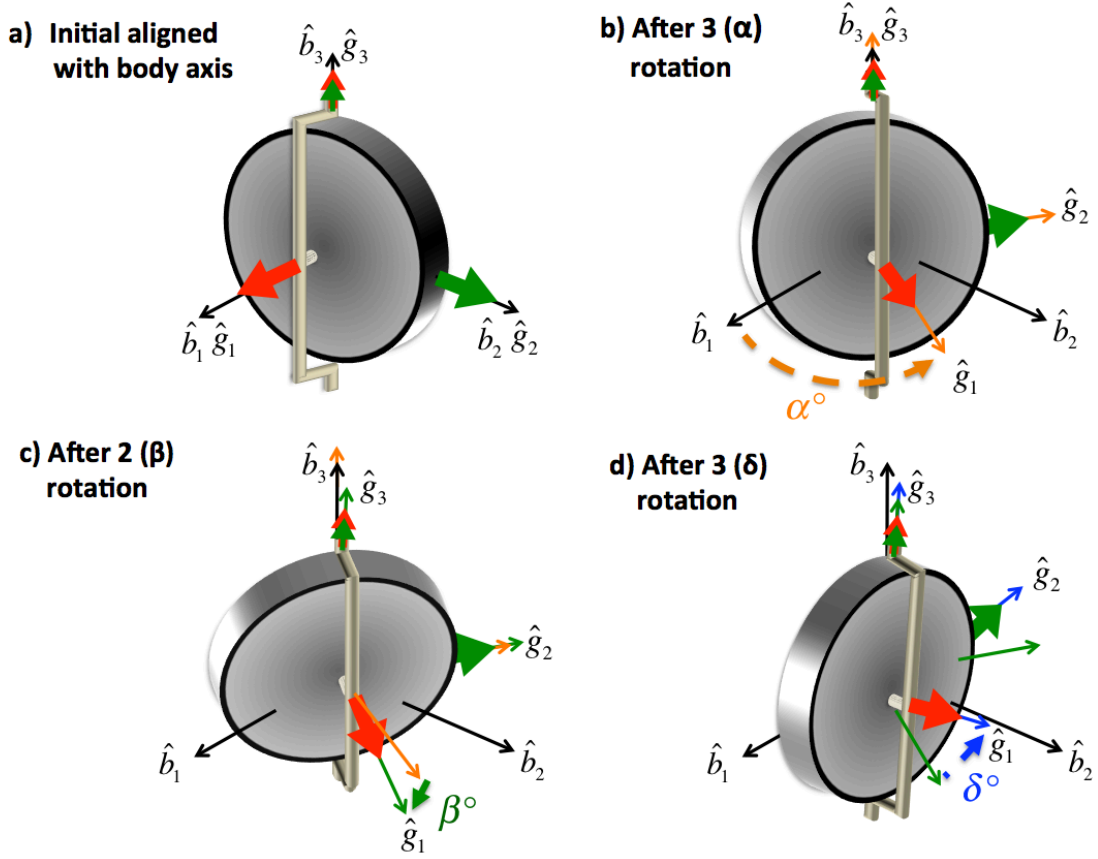 a) Initial aligned
with body axis
b̂₃ ĝ₃
b̂₁ ĝ₁
b̂₂ ĝ₂
b) After 3 (α)
rotation
b̂₃ ĝ₃
ĝ₂
b̂₁
b̂₂
ĝ₁
α°
c) After 2 (β)
rotation
b̂₃
ĝ₃
ĝ₂
b̂₁
b̂₂
β°
ĝ₁
d) After 3 (δ)
rotation
b̂₃
ĝ₃
ĝ₂
b̂₁
ĝ₁
b̂₂
δ°